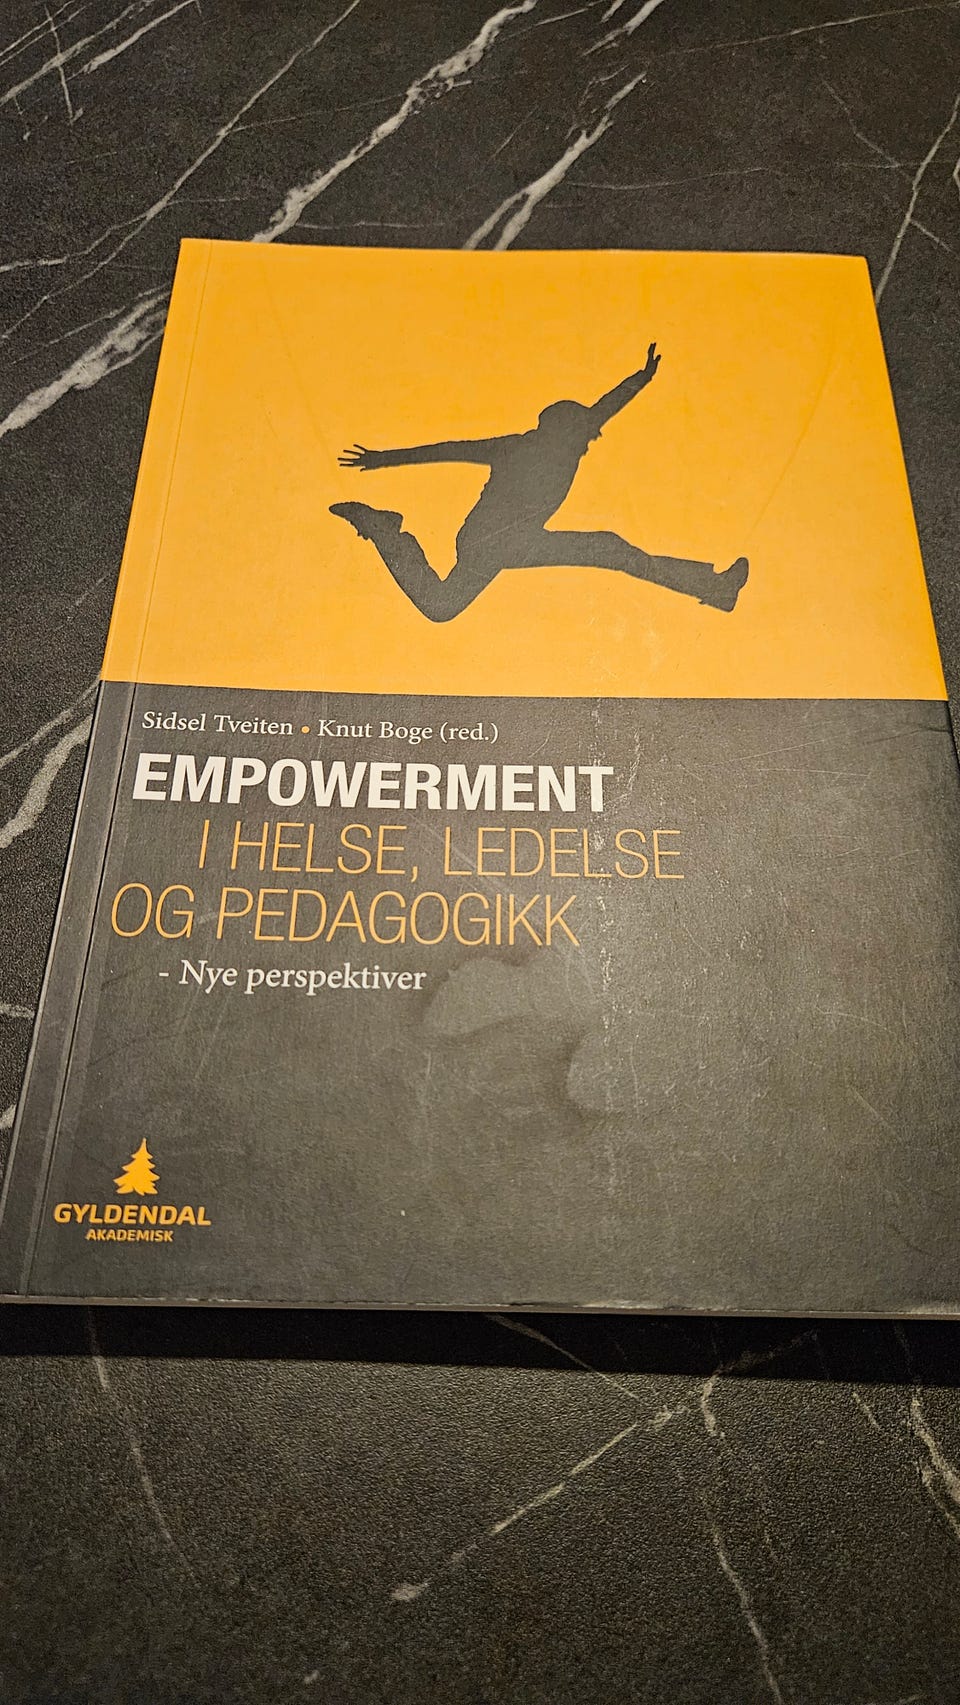 Sidsel Tveiten • Knut Boge (red.)
EMPOWERMENT
I HELSE, LEDELSE
OG PEDAGOGIKK
- Nye perspektiver
GYLDENDAL
AKADEMISK